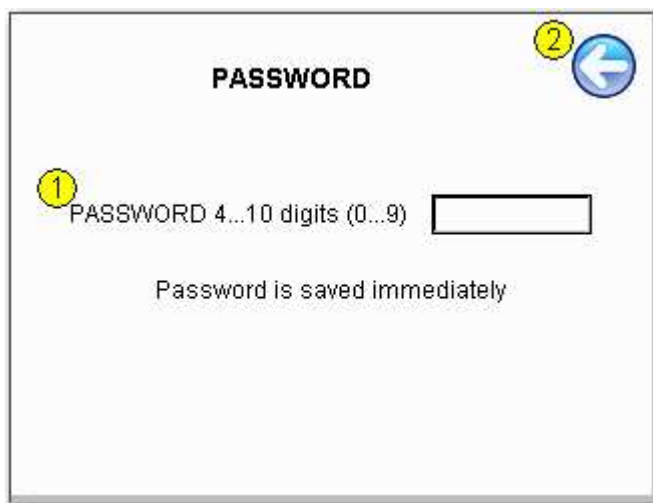 2
PASSWORD
1
PASSWORD 4...10 digits (0...9)
Password is saved immediately